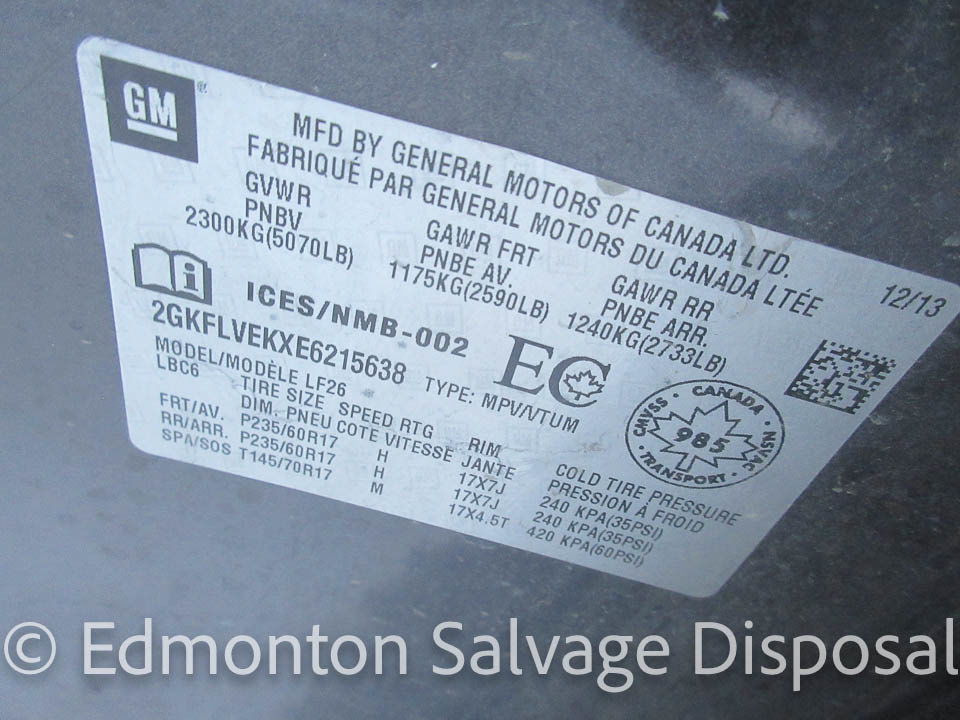 GM
MFD BY GENERAL MOTORS OF CANADA LTD.
FABRIQUÉ PAR GENERAL MOTORS DU CANADA LTÉE
12/13
GVWR
PNBV
2300KG(5070LB)
GAWR FRT
PNBE AV.
1175KG(2590LB)
GAWR RR
PNBE ARR.
1240KG(2733LB)
ICES/NMB-002
2GKFLVEKXE6215638 TYPE: MPV/VTUM
EC
CANADA
CMVSS NSVAC
985
TRANSPORT
MODEL/MODÈLE LF26
LBC6 TIRE SIZE SPEED RTG RIM COLD TIRE PRESSURE
DIM. PNEU COTE VITESSE JANTE PRESSION À FROID
FRT/AV. P235/60R17 H 17X7J 240 KPA(35PSI)
RR/ARR. P235/60R17 H 17X7J 240 KPA(35PSI)
SPA/SOS T145/70R17 M 17X4.5T 420 KPA(60PSI)
© Edmonton Salvage Disposal